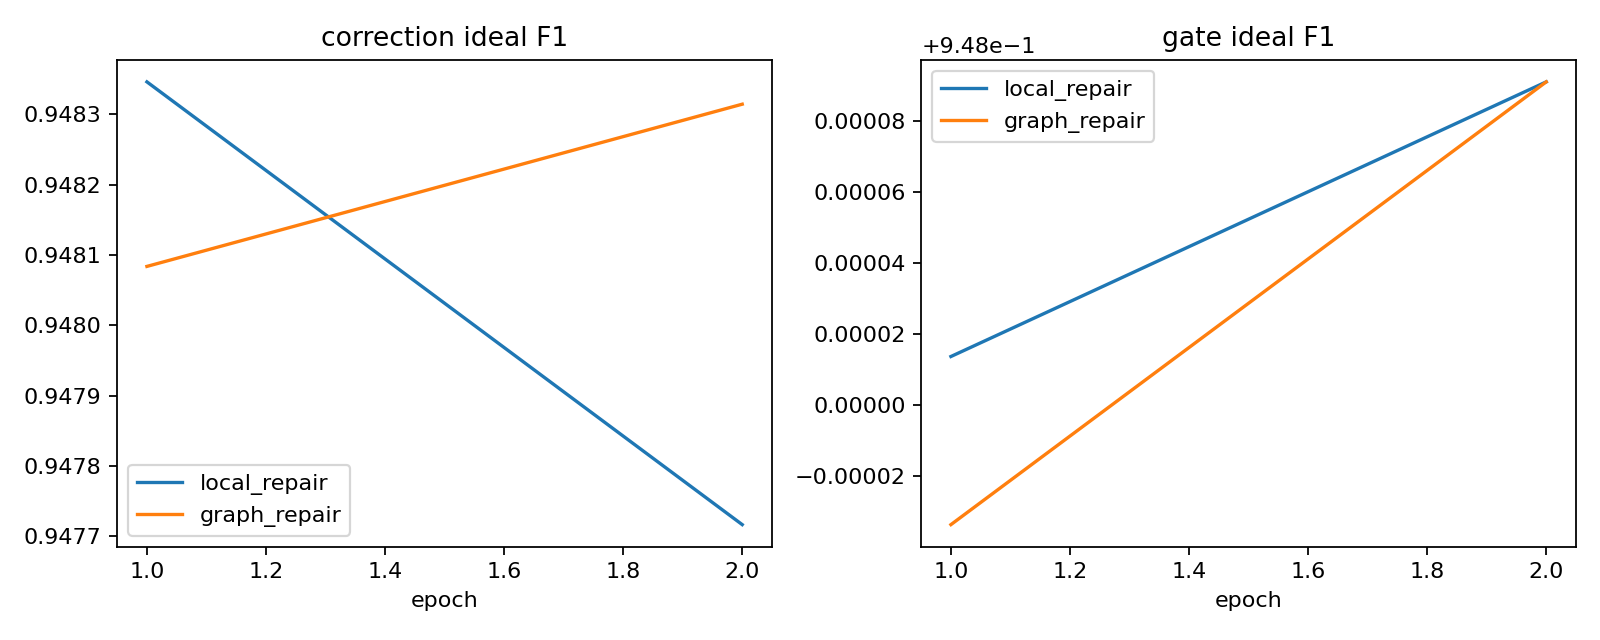 correction ideal F1
0.9483
0.9482
0.9481
0.9480
0.9479
0.9478
0.9477
local_repair
graph_repair
1.0 1.2 1.4 1.6 1.8 2.0
epoch
gate ideal F1
+9.48e−1
0.00008
0.00006
0.00004
0.00002
0.00000
−0.00002
local_repair
graph_repair
1.0 1.2 1.4 1.6 1.8 2.0
epoch